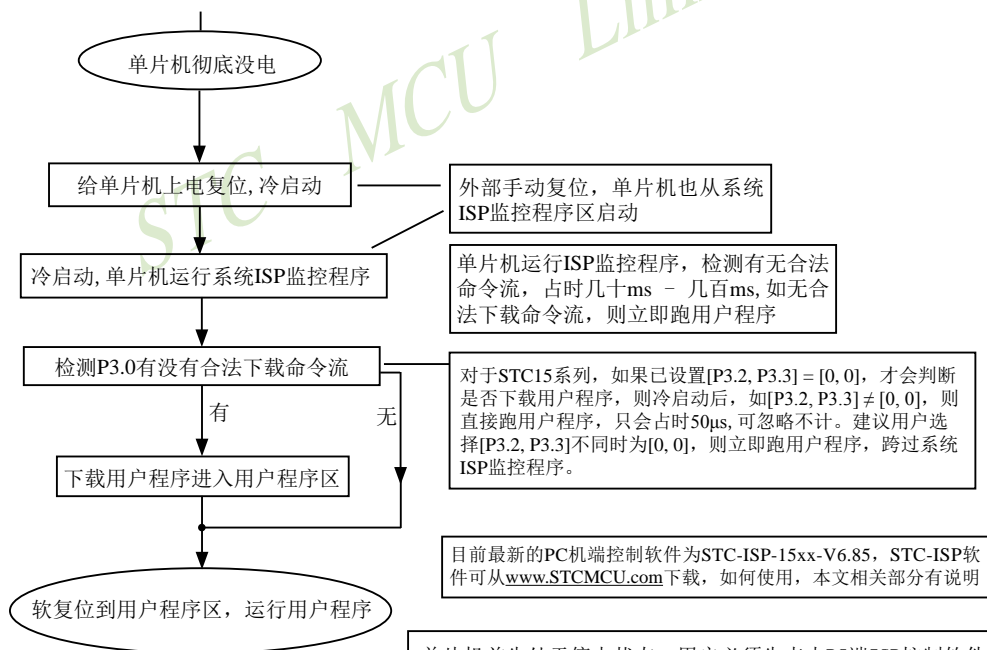 STC MCU Limi
单片机彻底没电
给单片机上电复位,冷启动
外部手动复位，单片机也从系统
ISP监控程序区启动
冷启动,单片机运行系统ISP监控程序
单片机运行ISP监控程序，检测有无合法
命令流，占时几十ms － 几百ms,如无合
法下载命令流，则立即跑用户程序
检测P3.0有没有合法下载命令流
对于STC15系列，如果已设置[P3.2, P3.3] = [0, 0]，才会判断
是否下载用户程序，则冷启动后，如[P3.2, P3.3] ≠ [0, 0]，则
直接跑用户程序，只会占时50μs,可忽略不计。建议用户选
择[P3.2, P3.3]不同时为[0, 0]，则立即跑用户程序，跨过系统
ISP监控程序。
有
无
下载用户程序进入用户程序区
目前最新的PC机端控制软件为STC-ISP-15xx-V6.85，STC-ISP软
件可从www.STCMCU.com下载，如何使用，本文相关部分有说明
软复位到用户程序区，运行用户程序